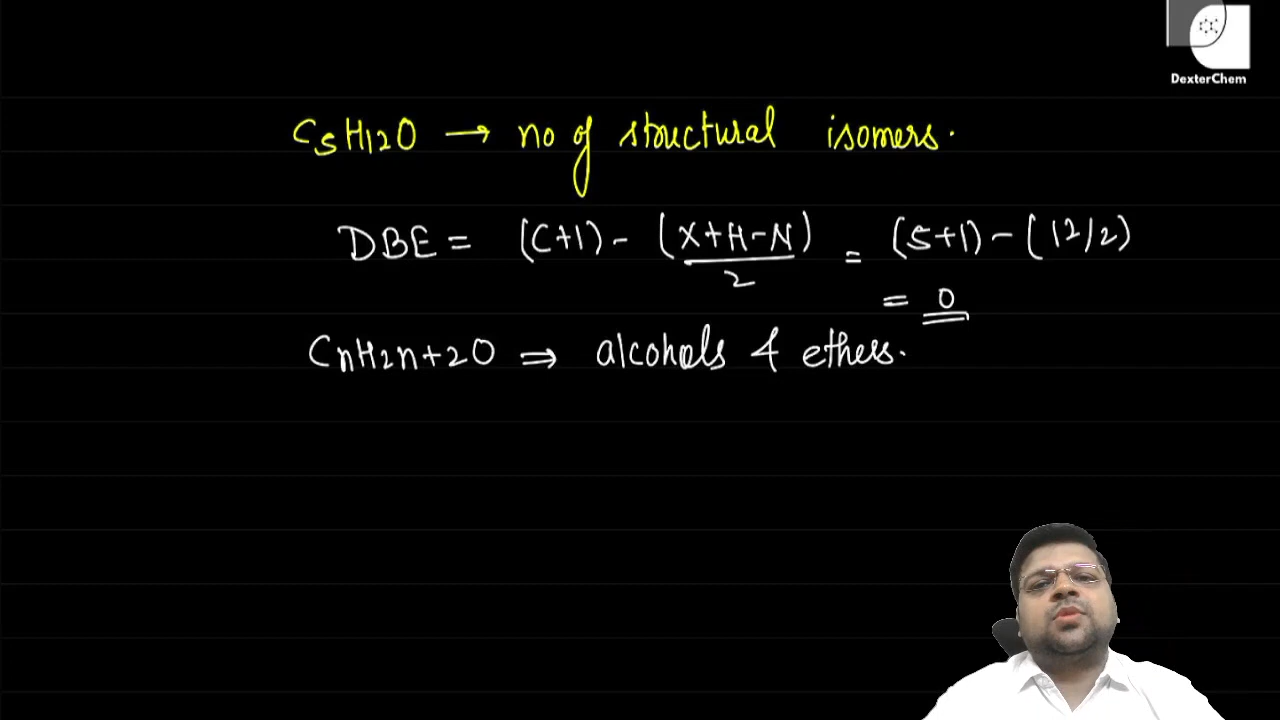 DexterChem
C5H12O → no of structural isomers.
DBE = (C+1) - (X+H-N)/2 = (5+1) - (12/2)
= 0
CnH2n+2O ⇒ alcohols & ethers.